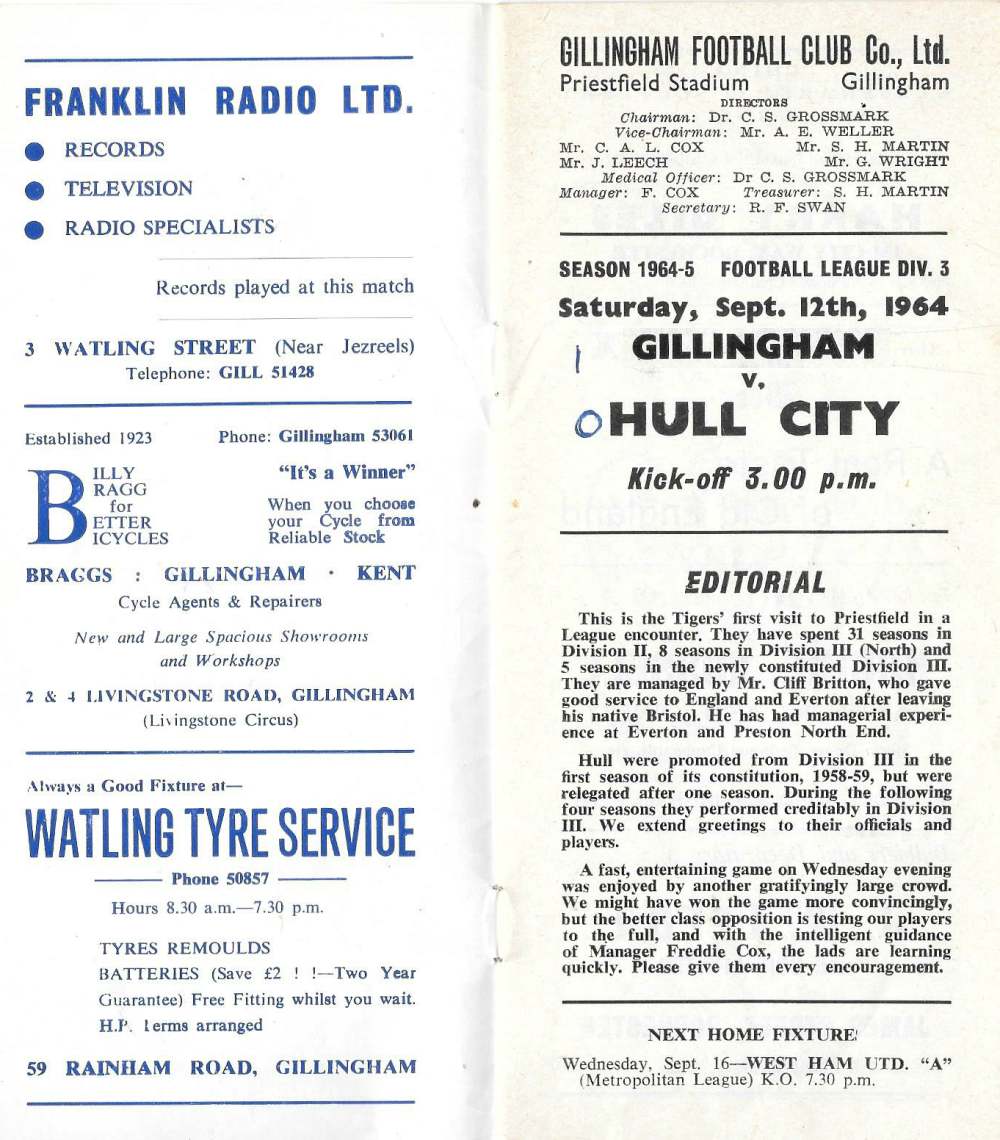 FRANKLIN RADIO LTD.
● RECORDS
● TELEVISION
● RADIO SPECIALISTS
Records played at this match
3 WATLING STREET (Near Jezreels)
Telephone: GILL 51428
Established 1923 Phone: Gillingham 53061
BILLY
RAGG
for
BETTER
BICYCLES
"It's a Winner"
When you choose
your Cycle from
Reliable Stock
BRAGGS : GILLINGHAM · KENT
Cycle Agents & Repairers
New and Large Spacious Showrooms
and Workshops
2 & 4 LIVINGSTONE ROAD, GILLINGHAM
(Livingstone Circus)
Always a Good Fixture at—
WATLING TYRE SERVICE
Phone 50857
Hours 8.30 a.m.—7.30 p.m.
TYRES REMOULDS
BATTERIES (Save £2 ! !—Two Year
Guarantee) Free Fitting whilst you wait.
H.P. Terms arranged
59 RAINHAM ROAD, GILLINGHAM
GILLINGHAM FOOTBALL CLUB Co., Ltd.
Priestfield Stadium Gillingham
DIRECTORS
Chairman: Dr. C. S. GROSSMARK
Vice-Chairman: Mr. A. E. WELLER
Mr. C. A. L. COX Mr. S. H. MARTIN
Mr. J. LEECH Mr. G. WRIGHT
Medical Officer: Dr C. S. GROSSMARK
Manager: F. COX Treasurer: S. H. MARTIN
Secretary: R. F. SWAN
SEASON 1964-5 FOOTBALL LEAGUE DIV. 3
Saturday, Sept. 12th, 1964
1 GILLINGHAM
v.
0 HULL CITY
Kick-off 3.00 p.m.
EDITORIAL
This is the Tigers' first visit to Priestfield in a
League encounter. They have spent 31 seasons in
Division II, 8 seasons in Division III (North) and
5 seasons in the newly constituted Division III.
They are managed by Mr. Cliff Britton, who gave
good service to England and Everton after leaving
his native Bristol. He has had managerial experi-
ence at Everton and Preston North End.
Hull were promoted from Division III in the
first season of its constitution, 1958-59, but were
relegated after one season. During the following
four seasons they performed creditably in Division
III. We extend greetings to their officials and
players.
A fast, entertaining game on Wednesday evening
was enjoyed by another gratifyingly large crowd.
We might have won the game more convincingly,
but the better class opposition is testing our players
to the full, and with the intelligent guidance
of Manager Freddie Cox, the lads are learning
quickly. Please give them every encouragement.
NEXT HOME FIXTURE:
Wednesday, Sept. 16—WEST HAM UTD. "A"
(Metropolitan League) K.O. 7.30 p.m.